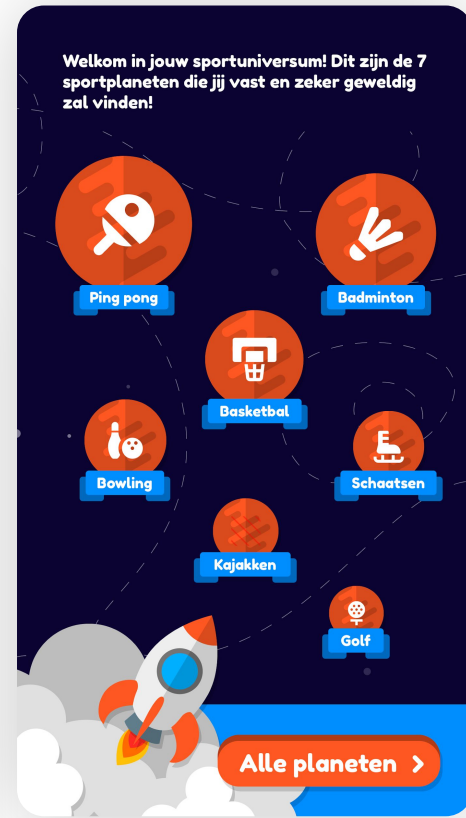 Welkom in jouw sportuniversum! Dit zijn de 7
sportplaneten die jij vast en zeker geweldig
zal vinden!
Ping pong
Badminton
Basketbal
Bowling
Schaatsen
Kajakken
Golf
Alle planeten